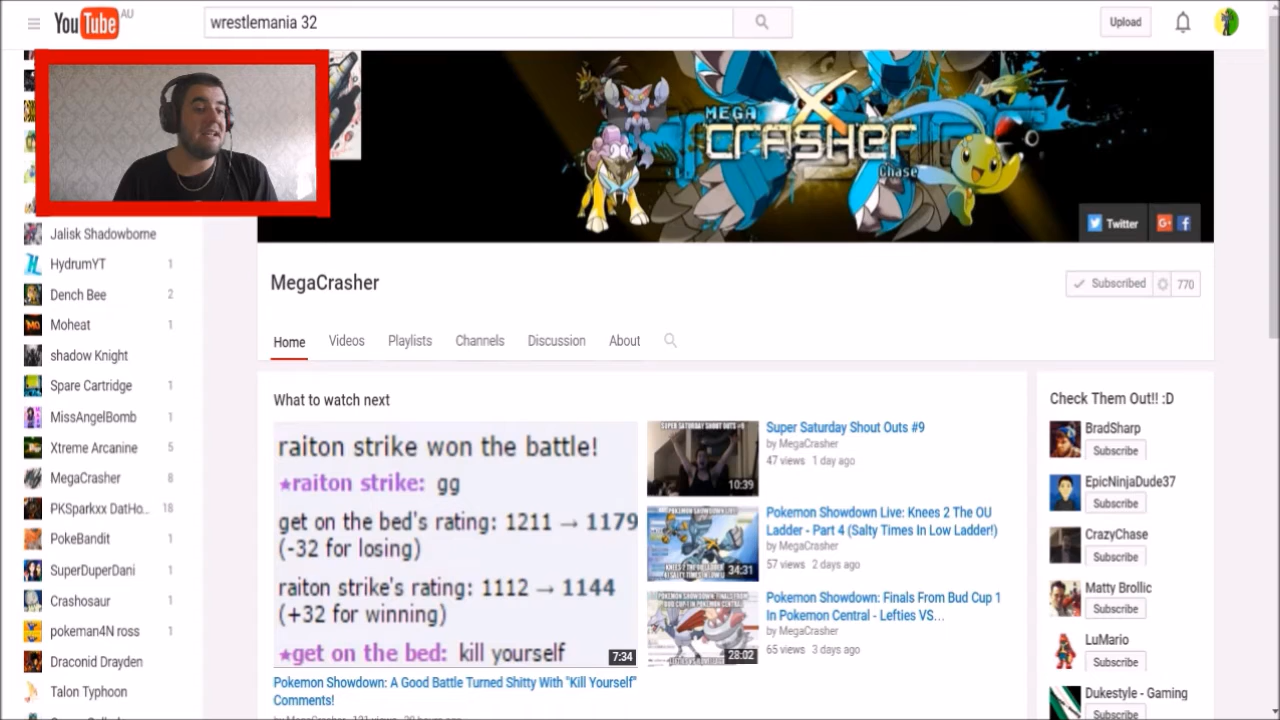 YouTube AU
wrestlemania 32
Upload
MEGA
CRASHER
Chase
Twitter
Jalisk Shadowborne
HydrumYT 1
Dench Bee 2
Moheat 1
shadow Knight
Spare Cartridge 1
MissAngelBomb 1
Xtreme Arcanine 5
MegaCrasher 8
PKSparkxx DatHo... 18
PokeBandit 1
SuperDuperDani 1
Crashosaur 1
pokeman4N ross 1
Draconid Drayden
Talon Typhoon
MegaCrasher
Subscribed 770
Home Videos Playlists Channels Discussion About
What to watch next
raiton strike won the battle!
★raiton strike: gg
get on the bed's rating: 1211 → 1179
(-32 for losing)
raiton strike's rating: 1112 → 1144
(+32 for winning)
★get on the bed: kill yourself
7:34
Pokemon Showdown: A Good Battle Turned Shitty With "Kill Yourself"
Comments!
SUPER SATURDAY SHOUT OUTS #9
10:39
Super Saturday Shout Outs #9
by MegaCrasher
47 views 1 day ago
34:31
Pokemon Showdown Live: Knees 2 The OU
Ladder - Part 4 (Salty Times In Low Ladder!)
by MegaCrasher
57 views 2 days ago
28:02
Pokemon Showdown: Finals From Bud Cup 1
In Pokemon Central - Lefties VS...
by MegaCrasher
65 views 3 days ago
Check Them Out!! :D
BradSharp
Subscribe
EpicNinjaDude37
Subscribe
CrazyChase
Subscribe
Matty Brollic
Subscribe
LuMario
Subscribe
Dukestyle - Gaming
Subscribe